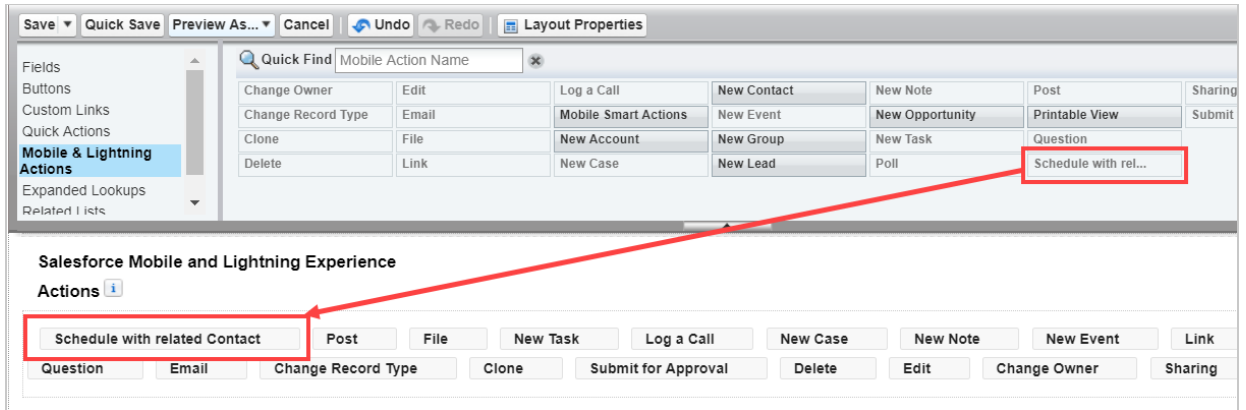 Save Quick Save Preview As... Cancel Undo Redo Layout Properties
Fields
Buttons
Custom Links
Quick Actions
Mobile & Lightning
Actions
Expanded Lookups
Related Lists
Quick Find Mobile Action Name
Change Owner Edit Log a Call New Contact New Note Post Sharing
Change Record Type Email Mobile Smart Actions New Event New Opportunity Printable View Submit
Clone File New Account New Group New Task Question
Delete Link New Case New Lead Poll Schedule with rel...
Salesforce Mobile and Lightning Experience
Actions i
Schedule with related Contact Post File New Task Log a Call New Case New Note New Event Link
Question Email Change Record Type Clone Submit for Approval Delete Edit Change Owner Sharing